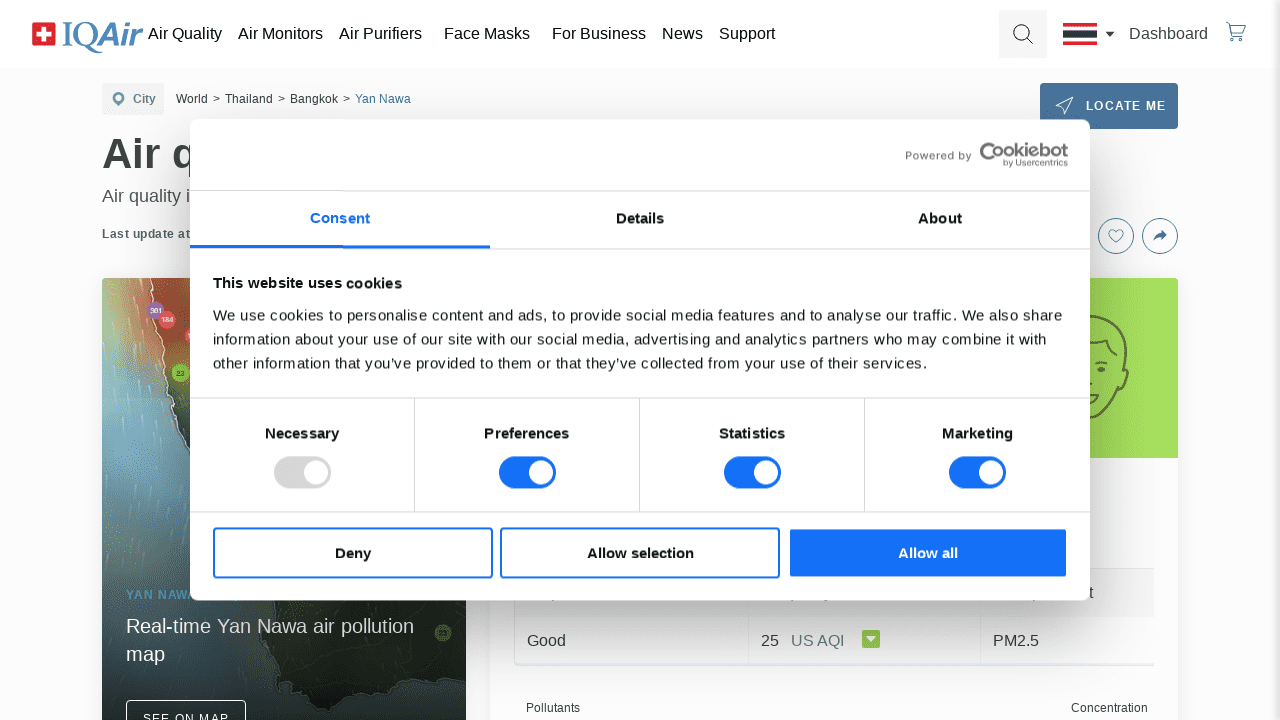 IQAir Air Quality Air Monitors Air Purifiers Face Masks For Business News Support Dashboard
City World > Thailand > Bangkok > Yan Nawa LOCATE ME
Air q
Air quality i
Last update at
Powered by Cookiebot
by Usercentrics
Consent Details About
This website uses cookies
We use cookies to personalise content and ads, to provide social media features and to analyse our traffic. We also share
information about your use of our site with our social media, advertising and analytics partners who may combine it with
other information that you've provided to them or that they've collected from your use of their services.
Necessary Preferences Statistics Marketing
Deny Allow selection Allow all
361
184
23
YAN NAWA
Real-time Yan Nawa air pollution
map
SEE ON MAP
Good 25 US AQI PM2.5
Pollutants Concentration